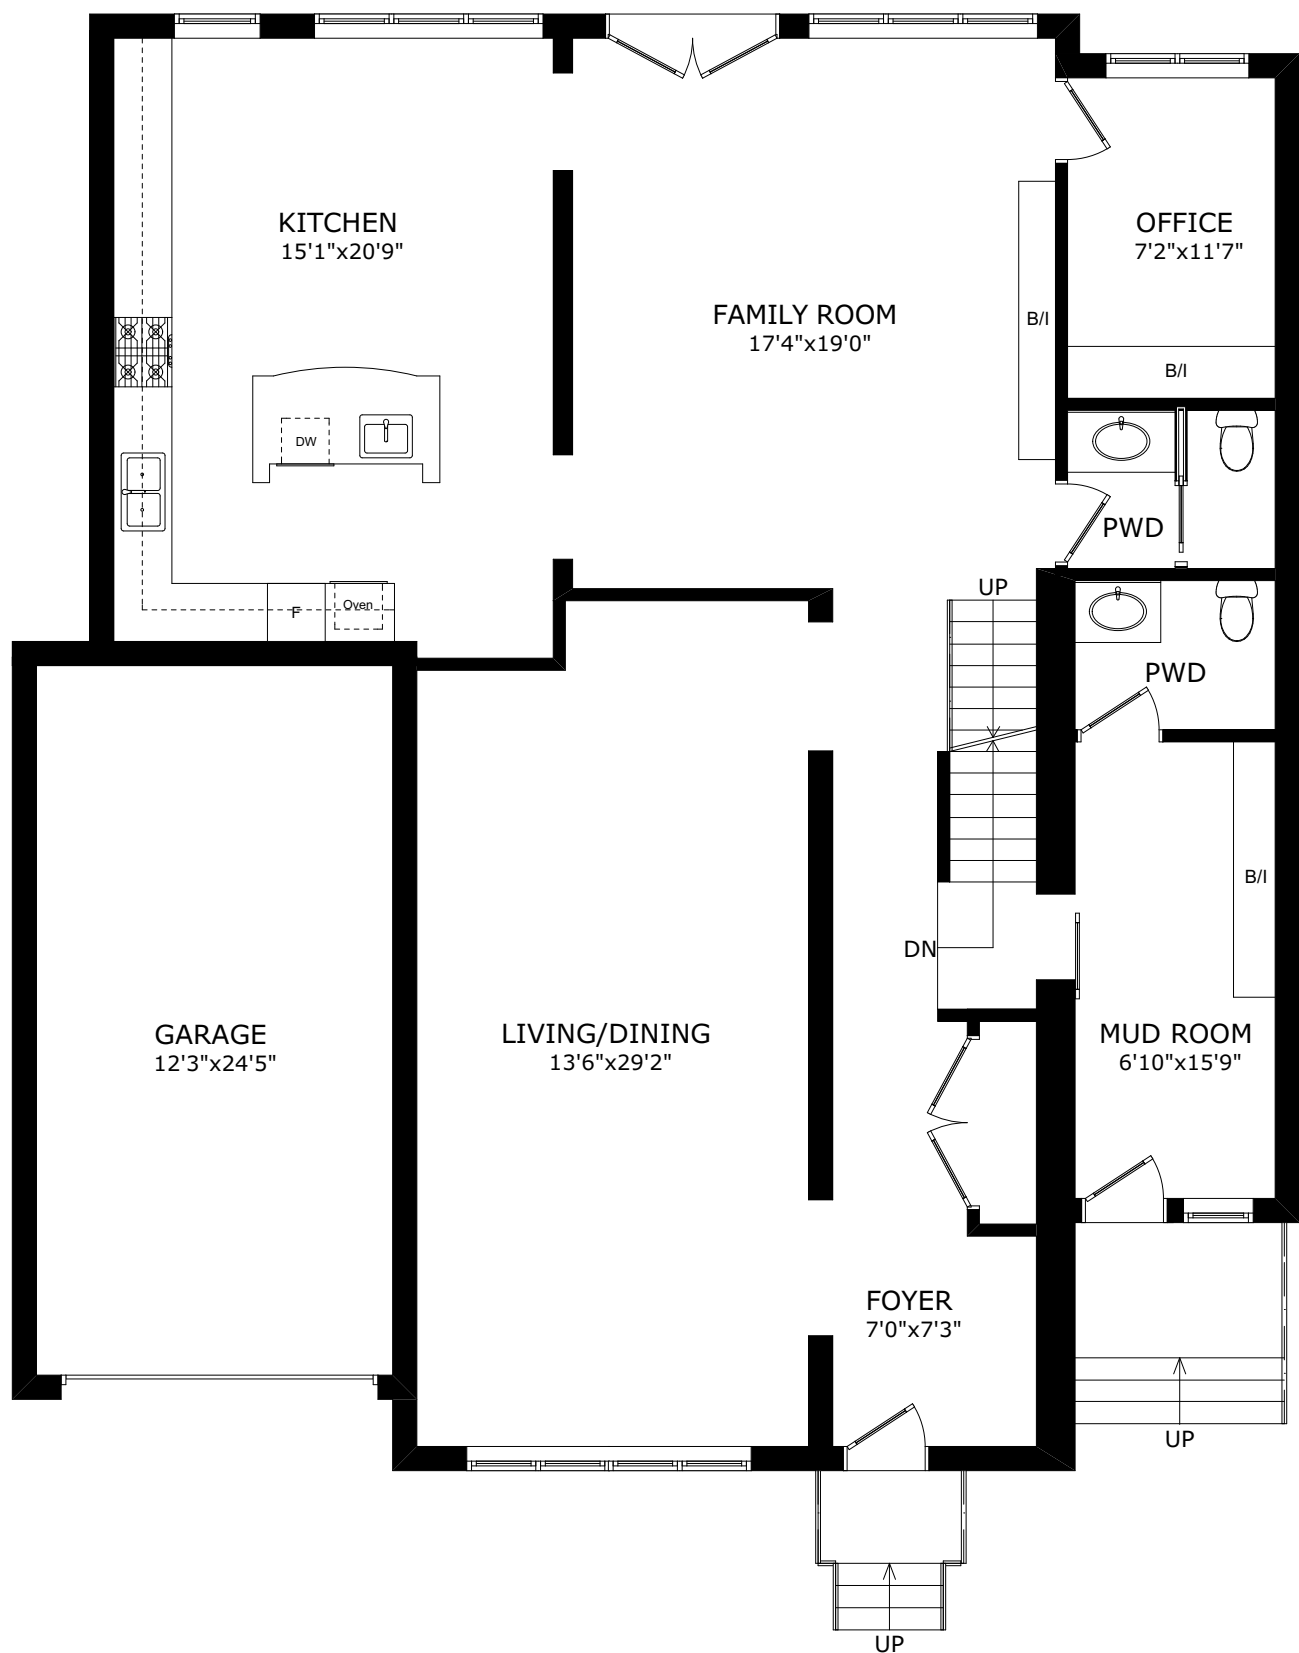 KITCHEN
15'1"x20'9"
OFFICE
7'2"x11'7"
FAMILY ROOM
17'4"x19'0"
B/I
B/I
DW
PWD
UP
F
Oven
PWD
B/I
DN
GARAGE
12'3"x24'5"
LIVING/DINING
13'6"x29'2"
MUD ROOM
6'10"x15'9"
FOYER
7'0"x7'3"
UP
UP